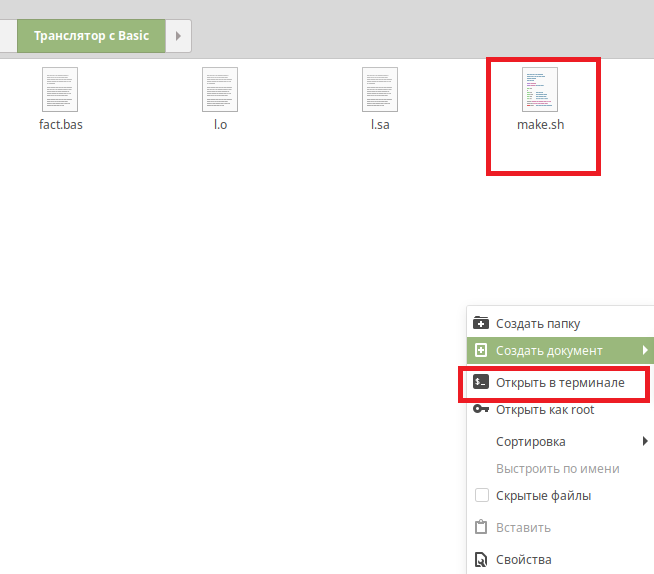 Транслятор с Basic
fact.bas
l.o
l.sa
make.sh
Создать папку
Создать документ
$_ Открыть в терминале
Открыть как root
Сортировка
Выстроить по имени
Скрытые файлы
Вставить
Свойства